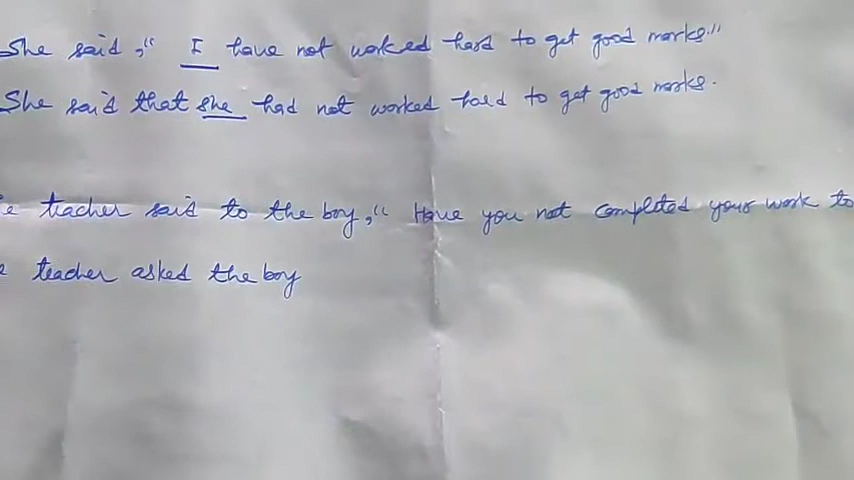 She said, " I have not worked hard to get good marks."
She said that she had not worked hard to get good marks.
e teacher said to the boy, " Have you not completed your work to
e teacher asked the boy